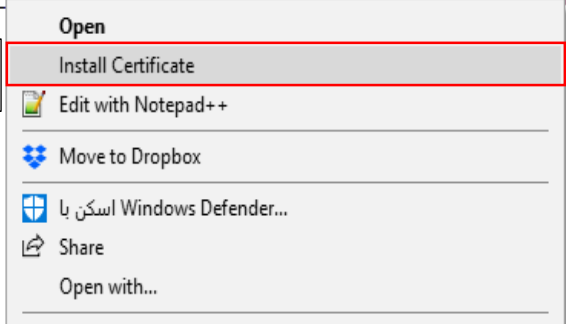 Open
Install Certificate
Edit with Notepad++
Move to Dropbox
اسکن با Windows Defender...
Share
Open with...